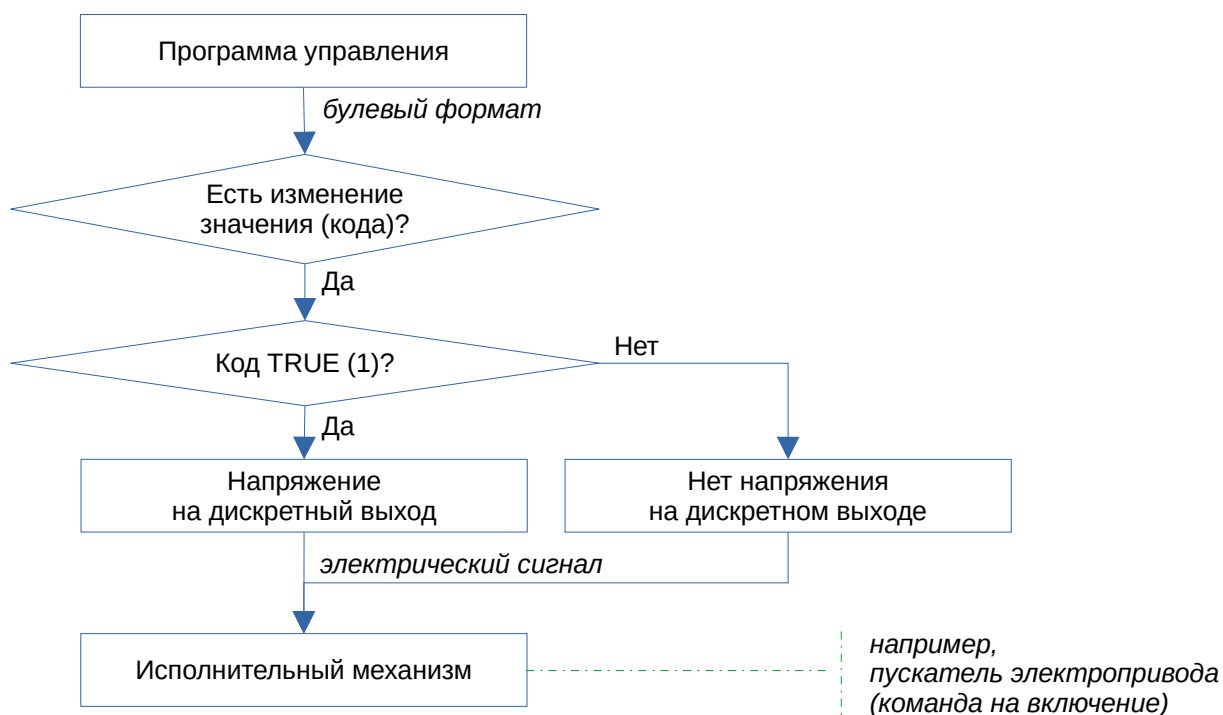 Программа управления
булевый формат
Есть изменение
значения (кода)?
Да
Код TRUE (1)?
Нет
Да
Напряжение
на дискретный выход
Нет напряжения
на дискретном выходе
электрический сигнал
Исполнительный механизм
например,
пускатель электропривода
(команда на включение)